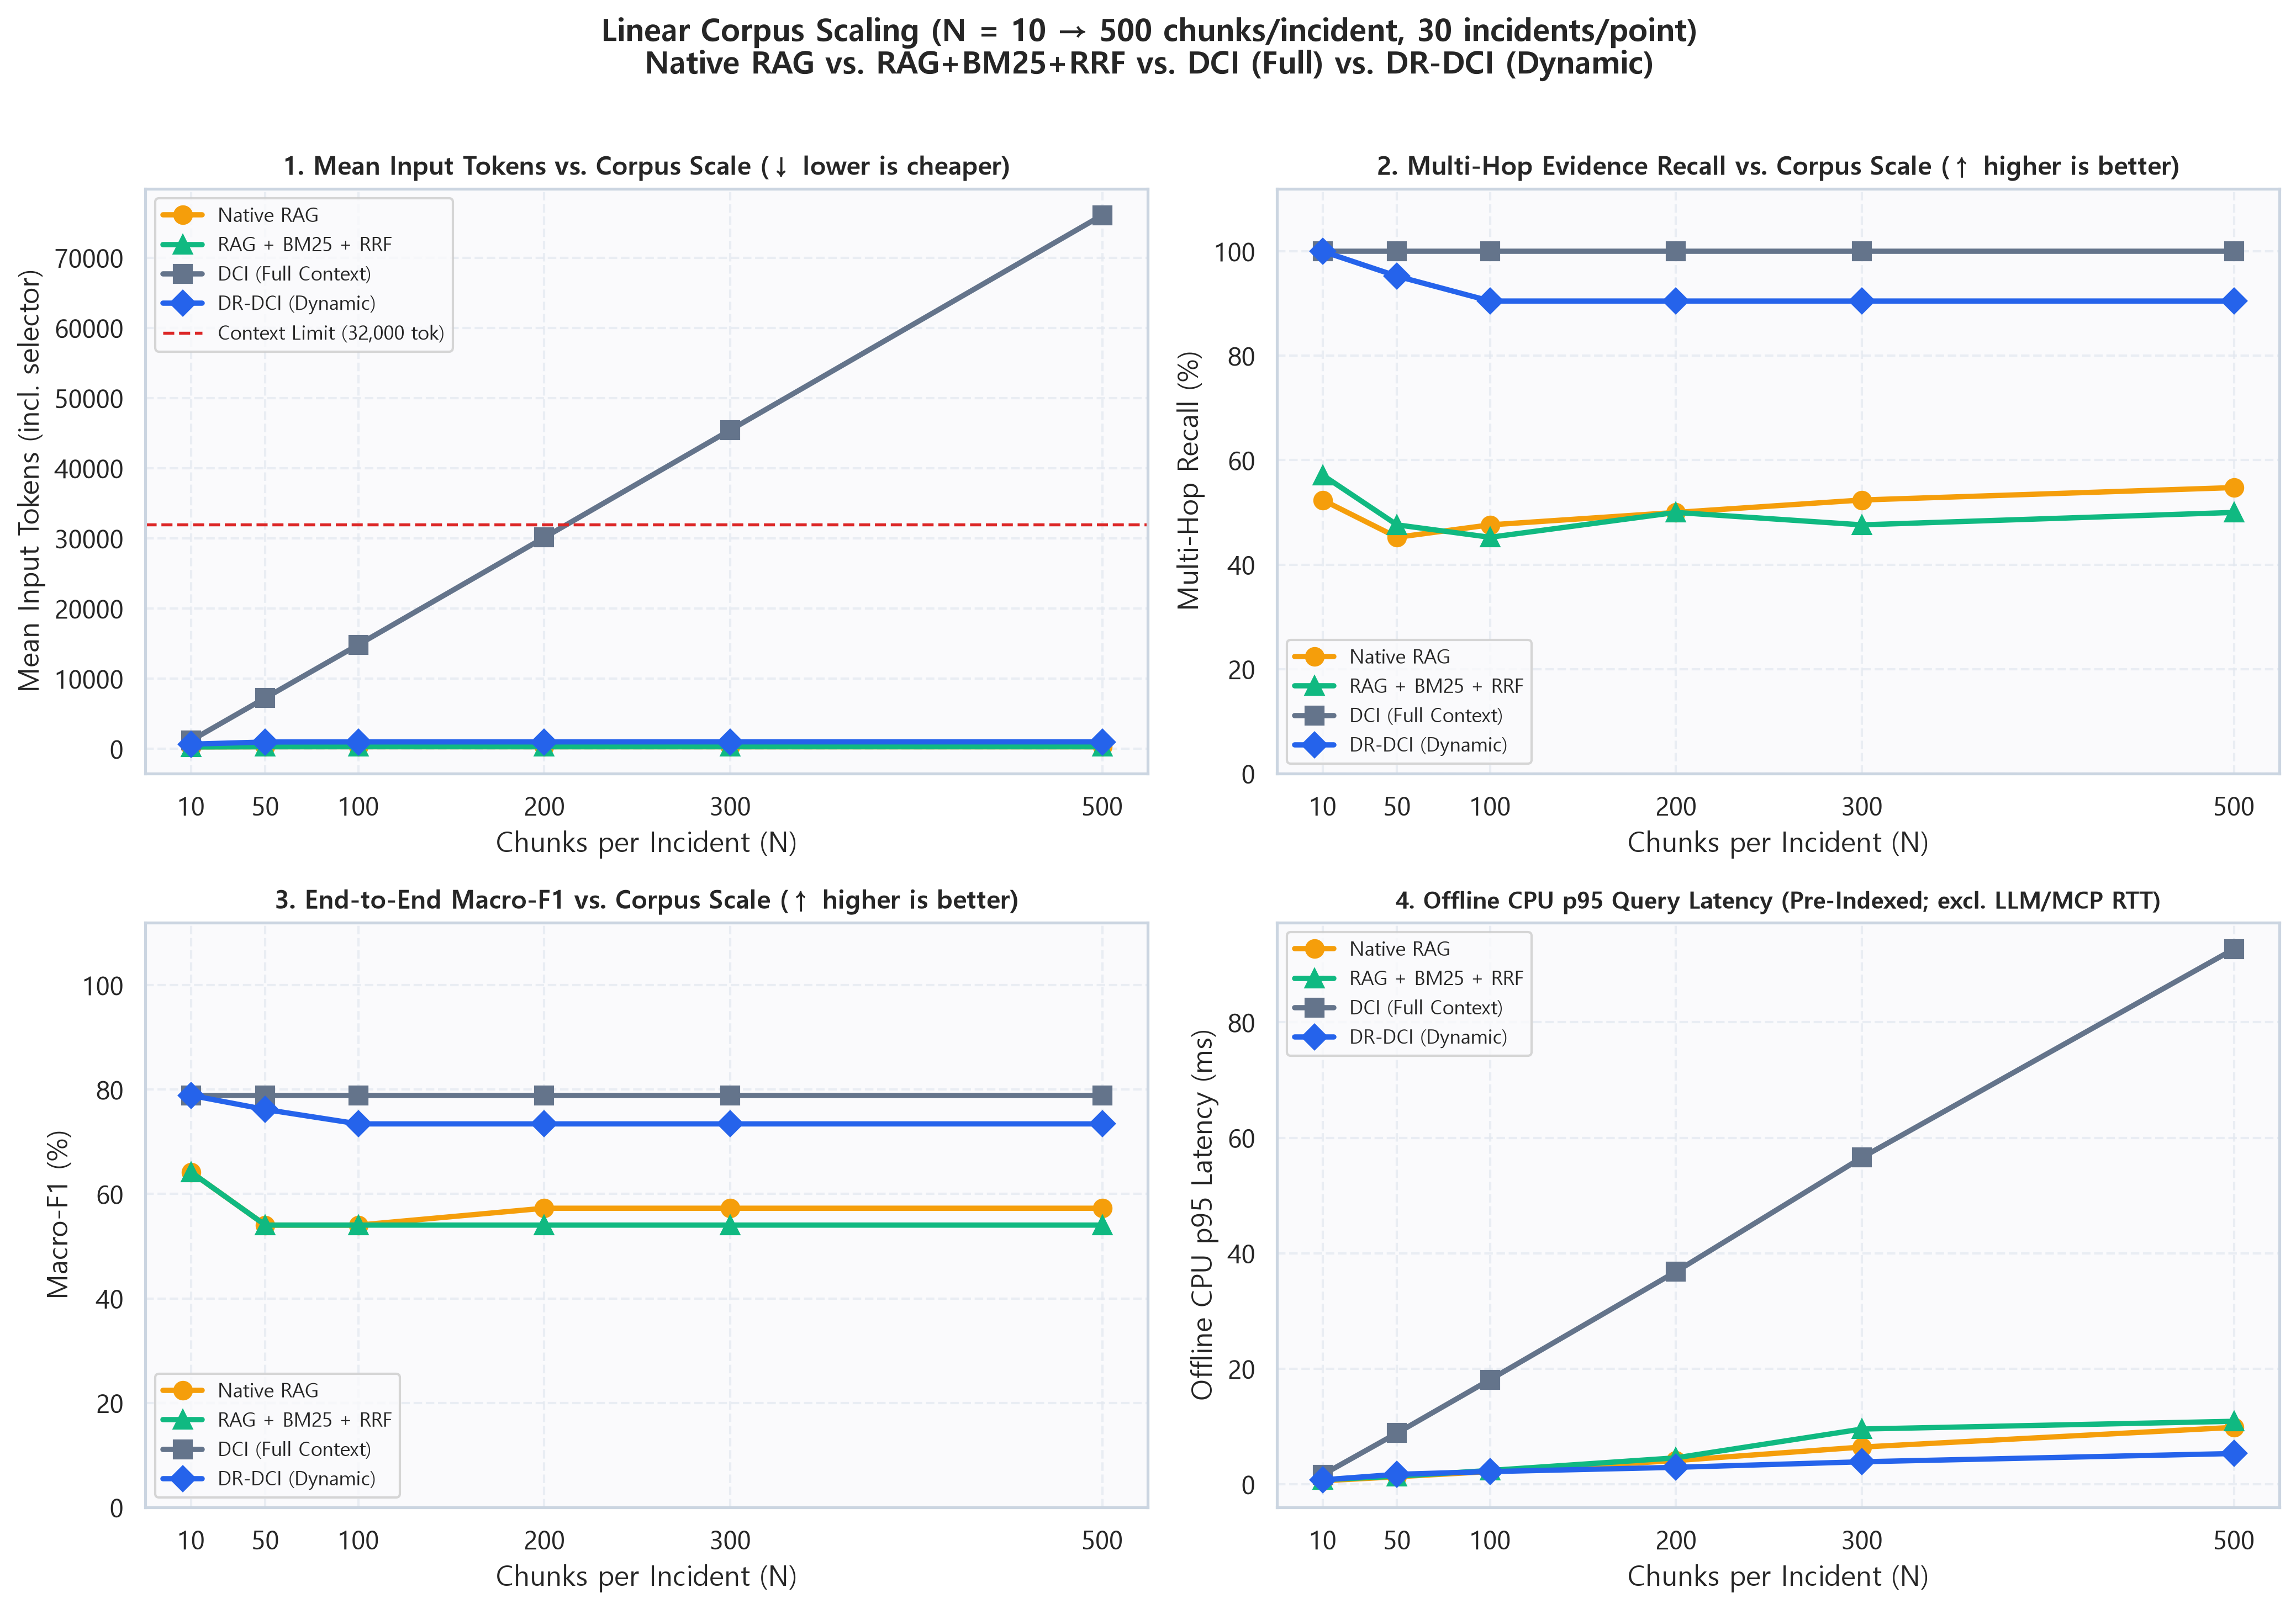 Linear Corpus Scaling (N = 10 → 500 chunks/incident, 30 incidents/point)
Native RAG vs. RAG+BM25+RRF vs. DCI (Full) vs. DR-DCI (Dynamic)
1. Mean Input Tokens vs. Corpus Scale (↓ lower is cheaper)
Mean Input Tokens (incl. selector)
70000
60000
50000
40000
30000
20000
10000
0
Native RAG
RAG + BM25 + RRF
DCI (Full Context)
DR-DCI (Dynamic)
Context Limit (32,000 tok)
10 50 100 200 300 500
Chunks per Incident (N)
2. Multi-Hop Evidence Recall vs. Corpus Scale (↑ higher is better)
Multi-Hop Recall (%)
100
80
60
40
20
0
Native RAG
RAG + BM25 + RRF
DCI (Full Context)
DR-DCI (Dynamic)
10 50 100 200 300 500
Chunks per Incident (N)
3. End-to-End Macro-F1 vs. Corpus Scale (↑ higher is better)
Macro-F1 (%)
100
80
60
40
20
0
Native RAG
RAG + BM25 + RRF
DCI (Full Context)
DR-DCI (Dynamic)
10 50 100 200 300 500
Chunks per Incident (N)
4. Offline CPU p95 Query Latency (Pre-Indexed; excl. LLM/MCP RTT)
Offline CPU p95 Latency (ms)
80
60
40
20
0
Native RAG
RAG + BM25 + RRF
DCI (Full Context)
DR-DCI (Dynamic)
10 50 100 200 300 500
Chunks per Incident (N)